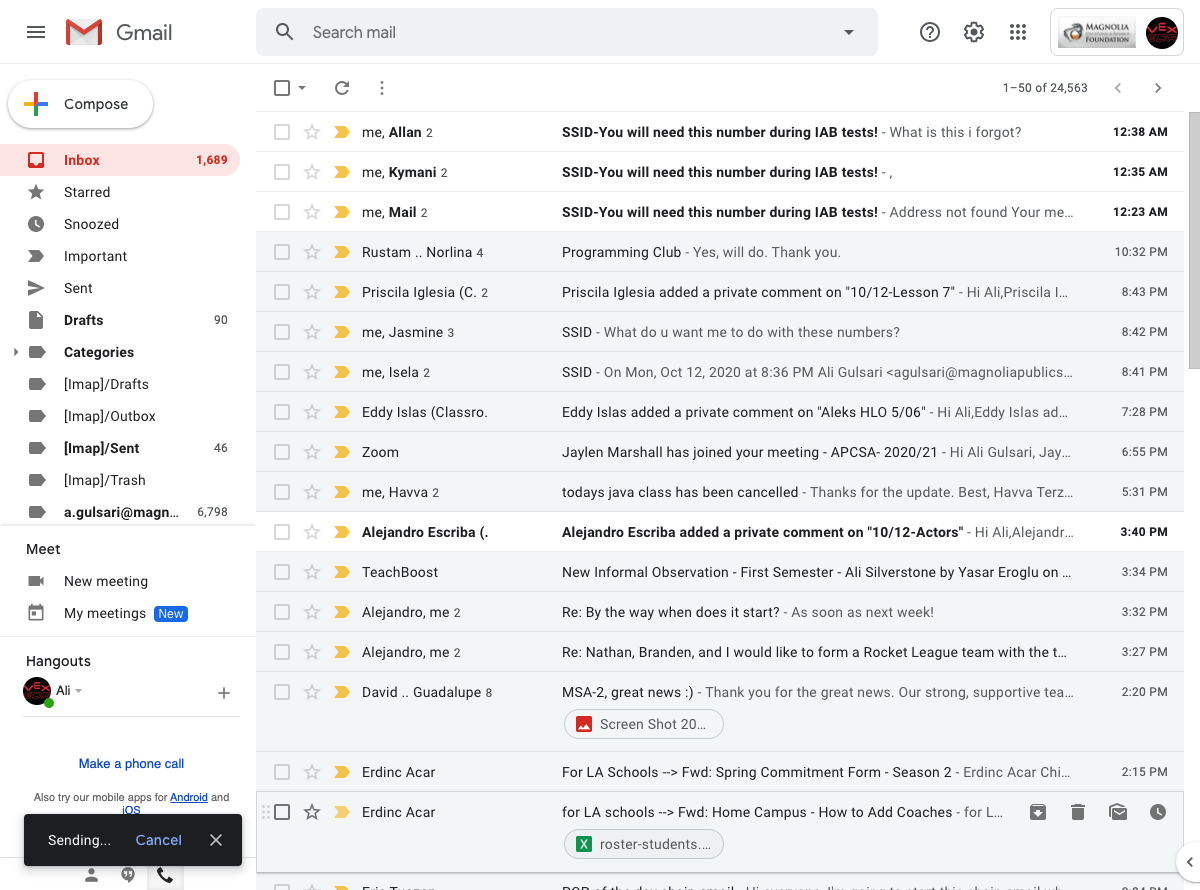 Gmail
Search mail
MAGNOLIA
FOUNDATION
Compose
1–50 of 24,563
Inbox 1,689
Starred
Snoozed
Important
Sent
Drafts 90
Categories
[Imap]/Drafts
[Imap]/Outbox
[Imap]/Sent 46
[Imap]/Trash
a.gulsari@magn... 6,798
Meet
New meeting
My meetings New
Hangouts
Ali
Make a phone call
Also try our mobile apps for Android and
iOS
Sending... Cancel
me, Allan 2 SSID-You will need this number during IAB tests! - What is this i forgot? 12:38 AM
me, Kymani 2 SSID-You will need this number during IAB tests! - , 12:35 AM
me, Mail 2 SSID-You will need this number during IAB tests! - Address not found Your me… 12:23 AM
Rustam .. Norlina 4 Programming Club - Yes, will do. Thank you. 10:32 PM
Priscila Iglesia (C. 2 Priscila Iglesia added a private comment on "10/12-Lesson 7" - Hi Ali,Priscila I… 8:43 PM
me, Jasmine 3 SSID - What do u want me to do with these numbers? 8:42 PM
me, Isela 2 SSID - On Mon, Oct 12, 2020 at 8:36 PM Ali Gulsari <agulsari@magnoliapublics… 8:41 PM
Eddy Islas (Classro. Eddy Islas added a private comment on "Aleks HLO 5/06" - Hi Ali,Eddy Islas ad… 7:28 PM
Zoom Jaylen Marshall has joined your meeting - APCSA- 2020/21 - Hi Ali Gulsari, Jay… 6:55 PM
me, Havva 2 todays java class has been cancelled - Thanks for the update. Best, Havva Terz… 5:31 PM
Alejandro Escriba (. Alejandro Escriba added a private comment on "10/12-Actors" - Hi Ali,Alejandr… 3:40 PM
TeachBoost New Informal Observation - First Semester - Ali Silverstone by Yasar Eroglu on … 3:34 PM
Alejandro, me 2 Re: By the way when does it start? - As soon as next week! 3:32 PM
Alejandro, me 2 Re: Nathan, Branden, and I would like to form a Rocket League team with the t… 3:27 PM
David .. Guadalupe 8 MSA-2, great news :) - Thank you for the great news. Our strong, supportive tea… 2:20 PM
Screen Shot 20…
Erdinc Acar For LA Schools --> Fwd: Spring Commitment Form - Season 2 - Erdinc Acar Chi… 2:15 PM
Erdinc Acar for LA schools --> Fwd: Home Campus - How to Add Coaches - for L…
X roster-students.…